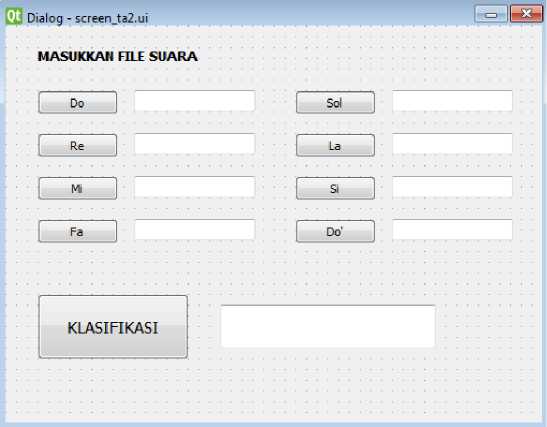 Qt Dialog - screen_ta2.ui
MASUKKAN FILE SUARA
Do Sol
Re La
Mi Si
Fa Do'
KLASIFIKASI